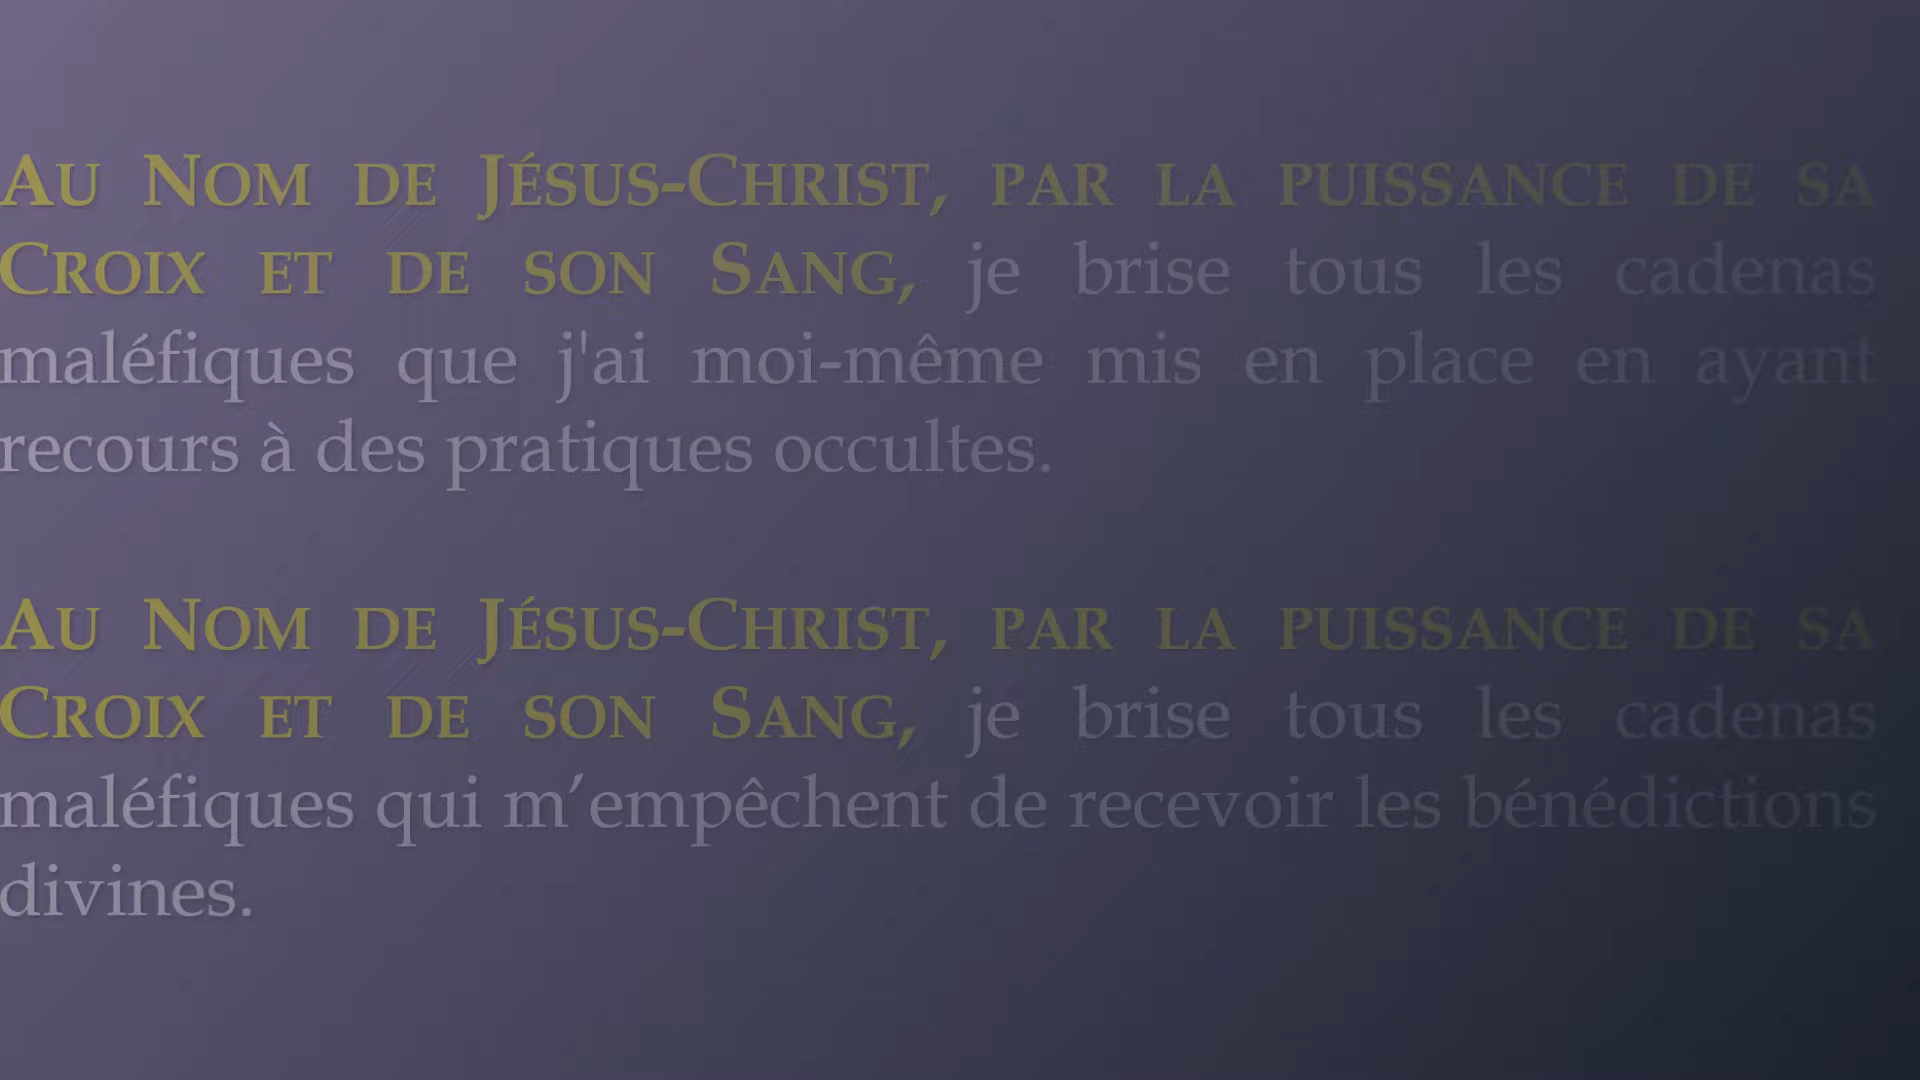 Au Nom de Jésus-Christ, par la puissance de sa
Croix et de son Sang, je brise tous les cadenas
maléfiques que j'ai moi-même mis en place en ayant
recours à des pratiques occultes.
Au Nom de Jésus-Christ, par la puissance de sa
Croix et de son Sang, je brise tous les cadenas
maléfiques qui m’empêchent de recevoir les bénédictions
divines.